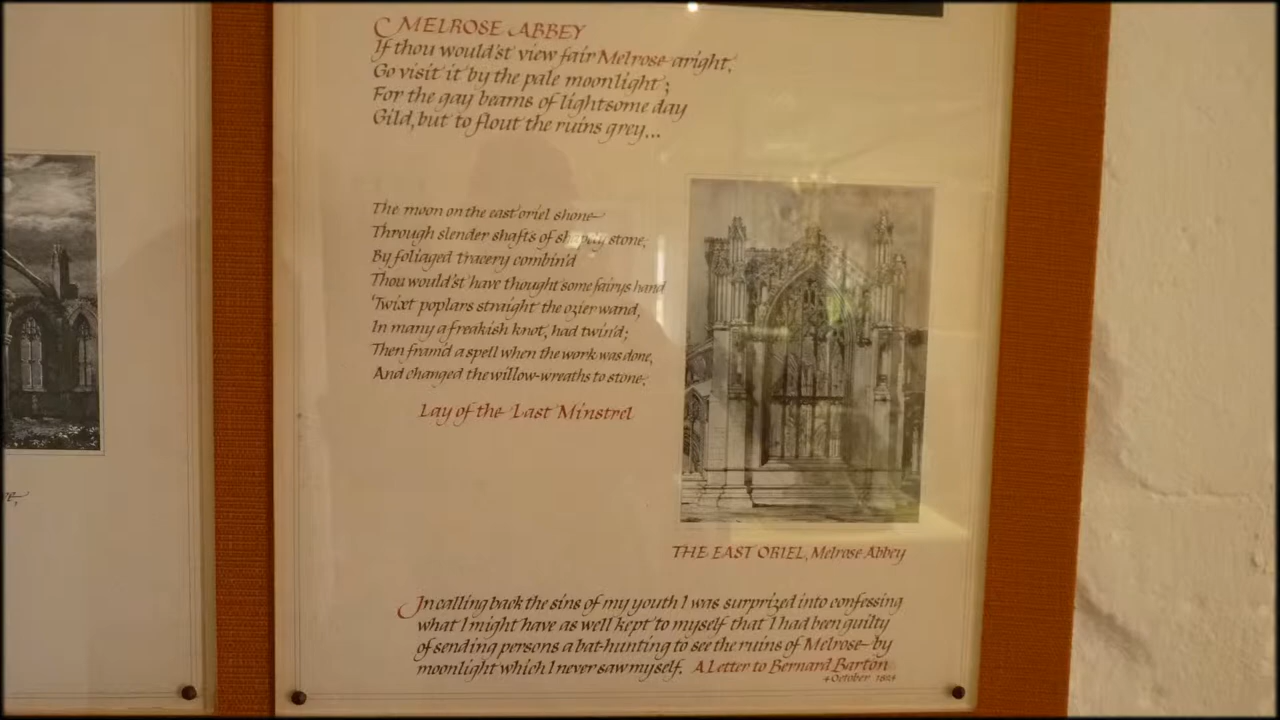 MELROSE ABBEY
If thou would'st view fair Melrose aright,
Go visit it by the pale moonlight;
For the gay beams of lightsome day
Gild, but to flout the ruins grey...
The moon on the east oriel shone
Through slender shafts of shapely stone,
By foliaged tracery combin'd
Thou would'st have thought some fairys hand
'Twixt poplars straight the ozier wand,
In many a freakish knot, had twin'd;
Then fram'd a spell when the work was done,
And changed the willow-wreaths to stone.
Lay of the Last Minstrel
THE EAST ORIEL, Melrose Abbey
In calling back the sins of my youth I was surprized into confessing
what I might have as well kept to myself that I had been guilty
of sending persons a bat-hunting to see the ruins of Melrose by
moonlight which I never saw myself. A Letter to Bernard Barton
4 October 1824